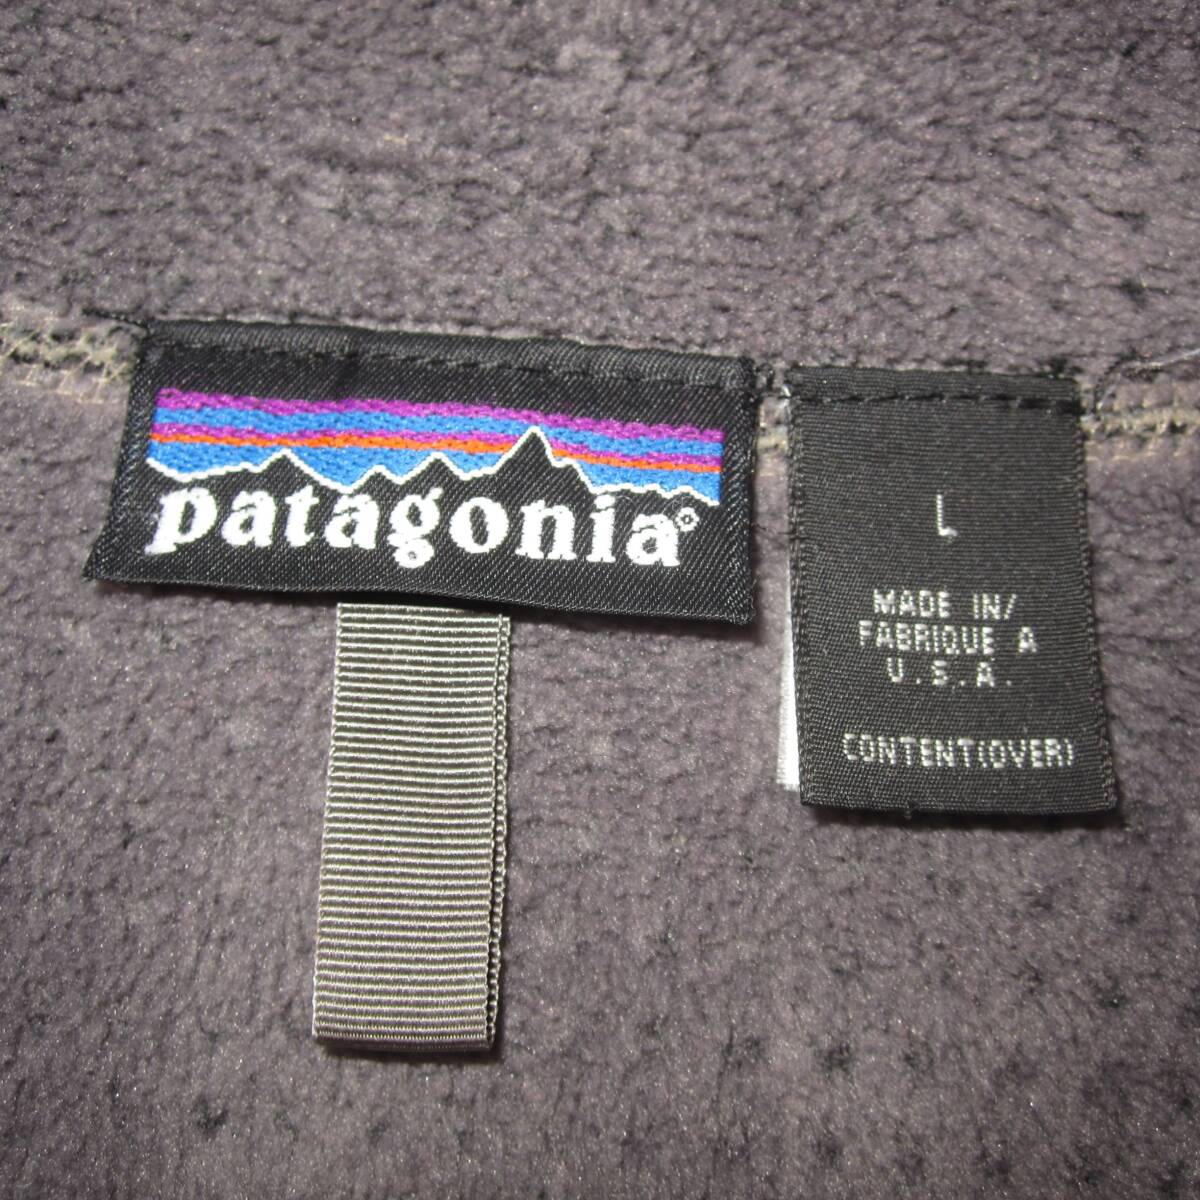 patagonia®
L
MADE IN/
FABRIQUE A
U.S.A.
CONTENT(OVER)